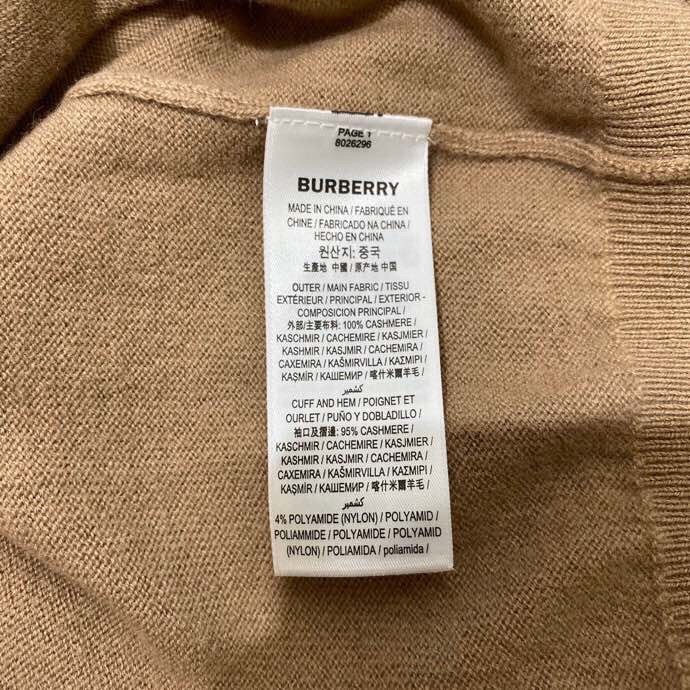 PAGE 1
8026296
BURBERRY
MADE IN CHINA / FABRIQUÉ EN
CHINE / FABRICADO NA CHINA /
HECHO EN CHINA
원산지: 중국
生產地 中國 / 原产地 中国
OUTER / MAIN FABRIC / TISSU
EXTÉRIEUR / PRINCIPAL / EXTERIOR -
COMPOSICION PRINCIPAL /
外部/主要布料: 100% CASHMERE /
KASCHMIR / CACHEMIRE / KASJMIER /
KASHMIR / KASJMIR / CACHEMIRA /
CAXEMIRA / KAŠMIRVILLA / ΚΑΣΜΙΡΙ /
KAŞMİR / КАШЕМИР / 喀什米爾羊毛 /
كشمير
CUFF AND HEM / POIGNET ET
OURLET / PUÑO Y DOBLADILLO /
袖口及摺邊: 95% CASHMERE /
KASCHMIR / CACHEMIRE / KASJMIER /
KASHMIR / KASJMIR / CACHEMIRA /
CAXEMIRA / KAŠMIRVILLA / ΚΑΣΜΙΡΙ /
KAŞMİR / КАШЕМИР / 喀什米爾羊毛 /
كشمير
4% POLYAMIDE (NYLON) / POLYAMID /
POLIAMMIDE / POLYAMIDE / POLYAMID
(NYLON) / POLIAMIDA / poliamida /